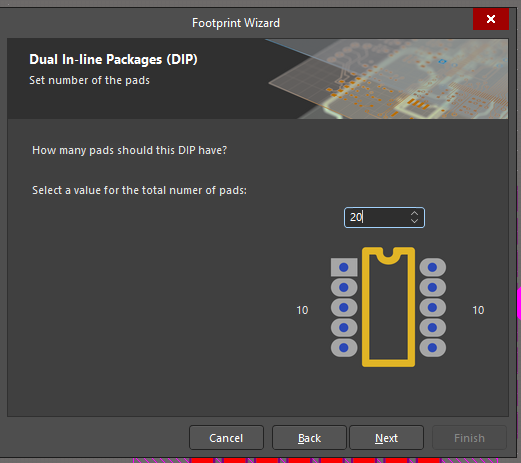 Footprint Wizard
Dual In-line Packages (DIP)
Set number of the pads
How many pads should this DIP have?
Select a value for the total numer of pads:
20
10
10
Cancel
Back
Next
Finish